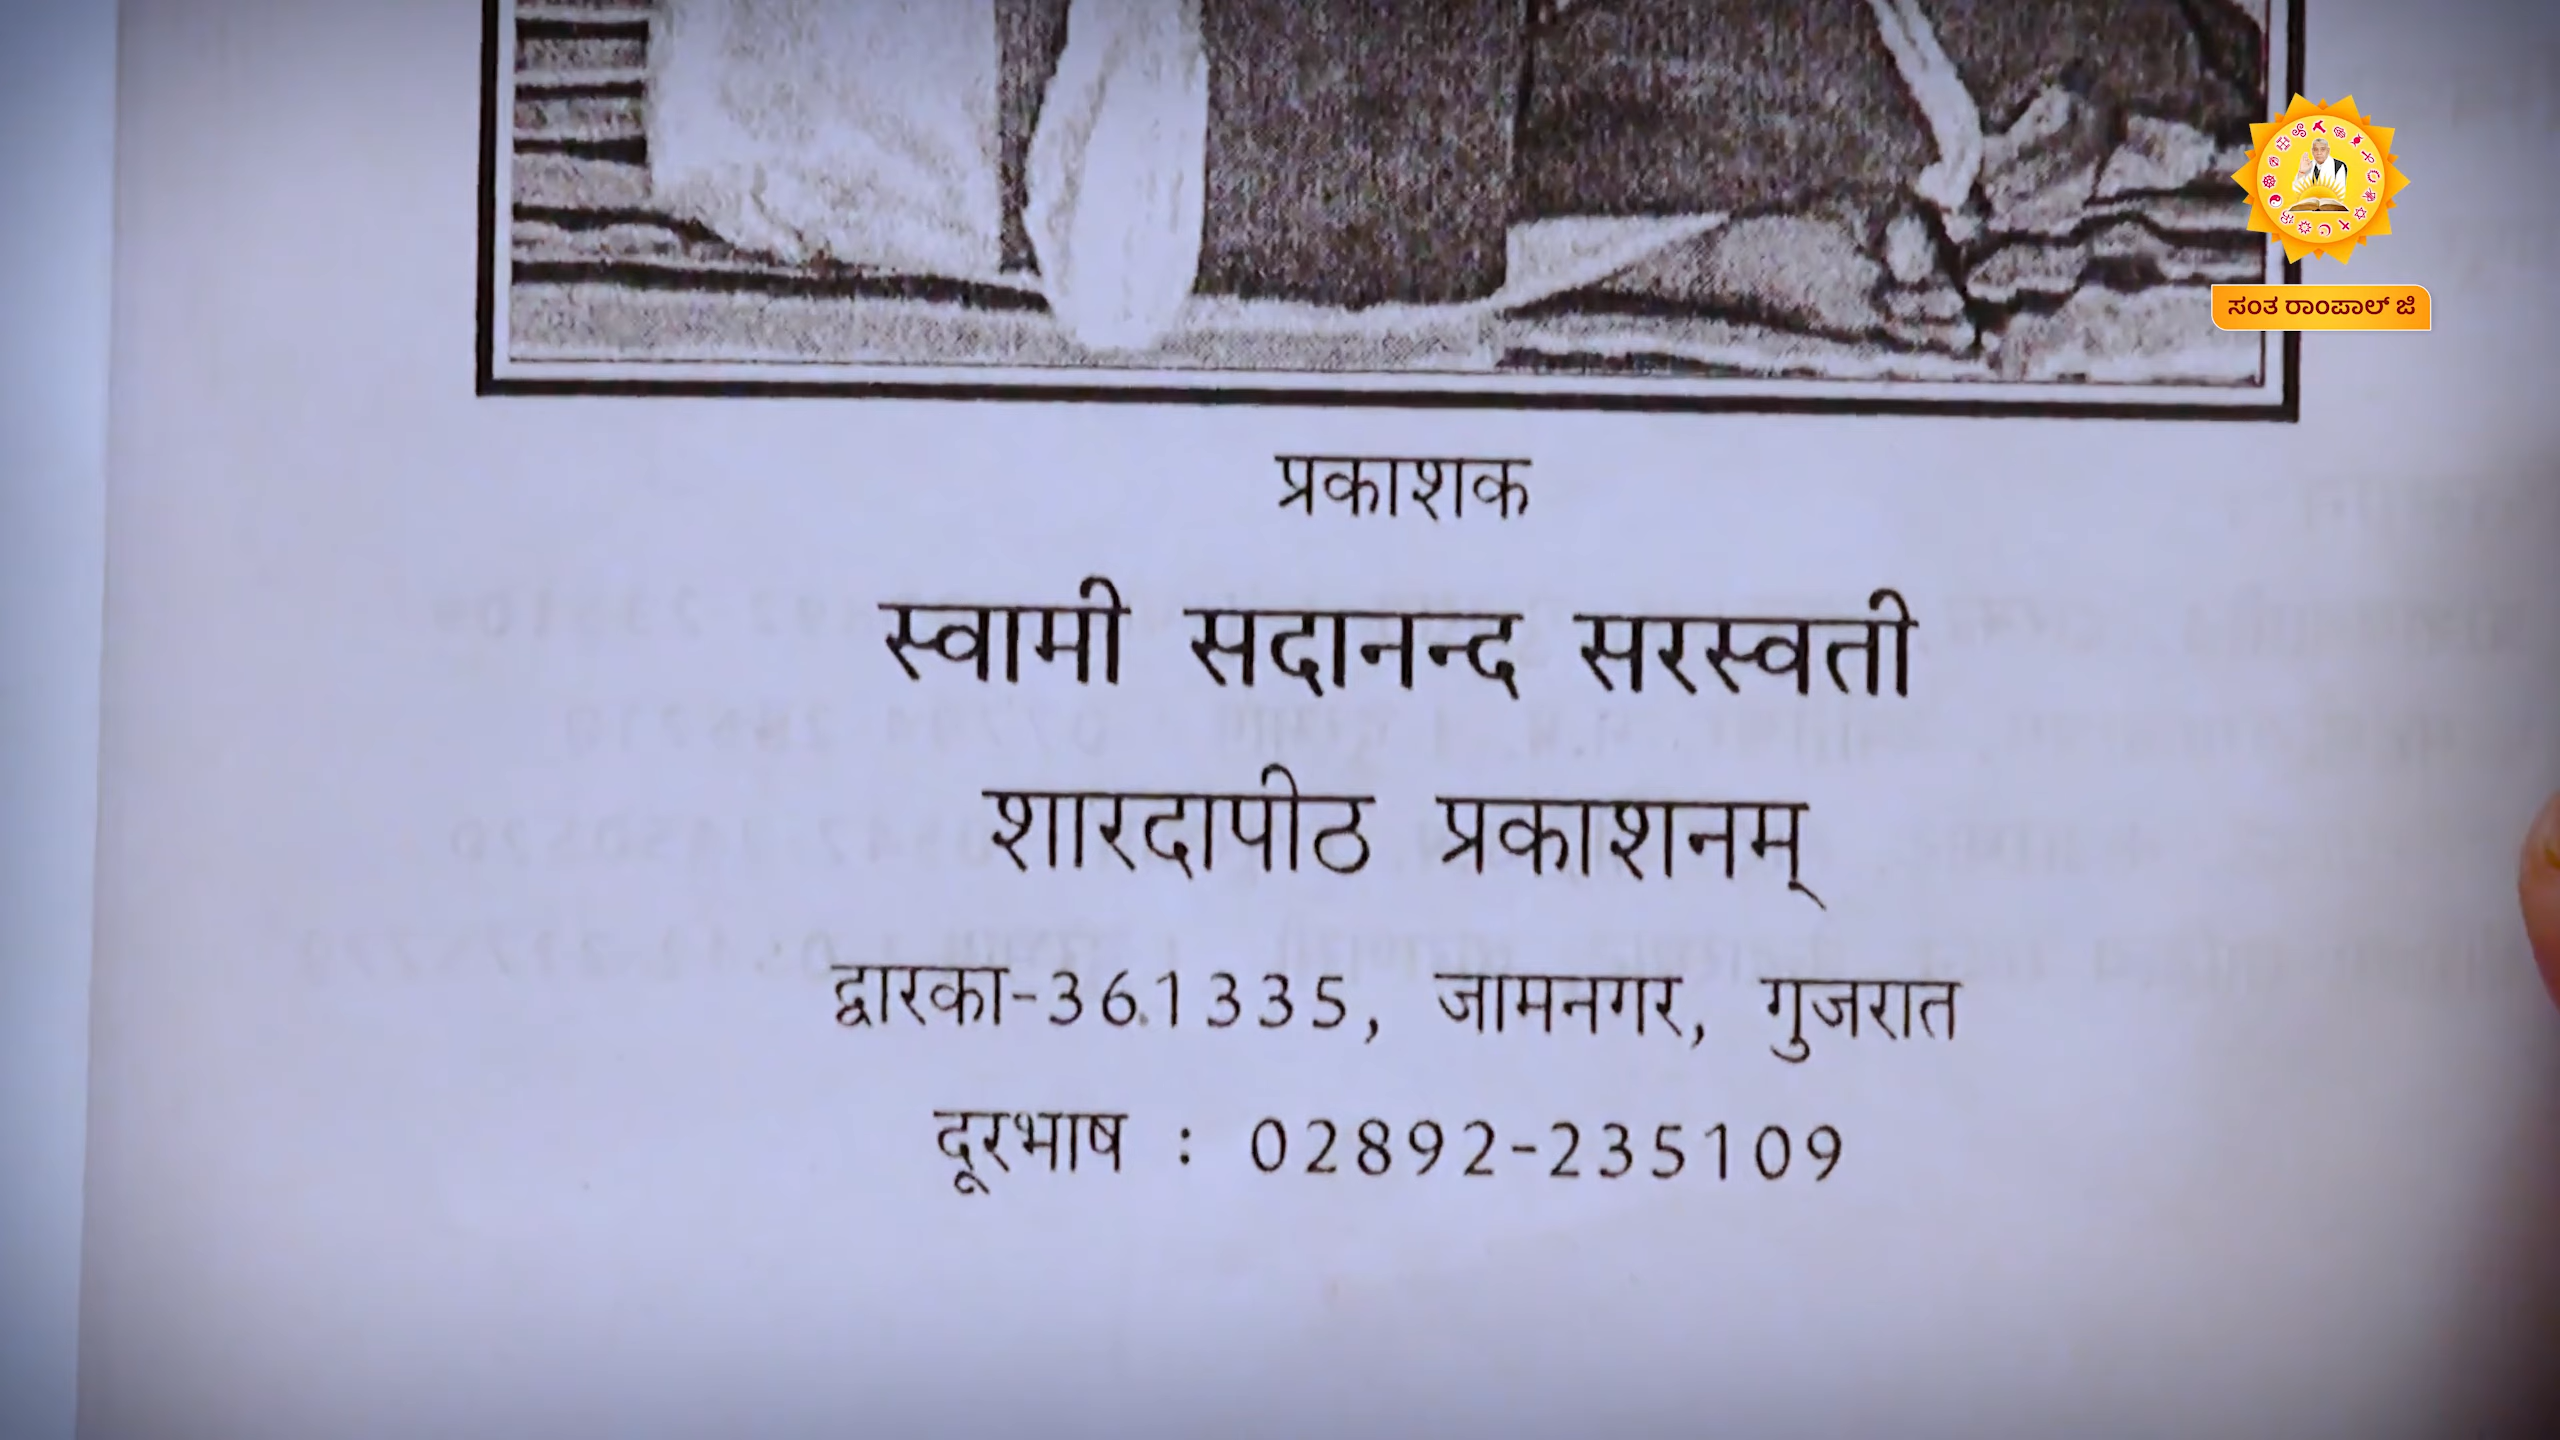 ಸಂತ ರಾಂಪಾಲ್ ಜಿ
प्रकाशक
स्वामी सदानन्द सरस्वती
शारदापीठ प्रकाशनम्
द्वारका-361335, जामनगर, गुजरात
दूरभाष : 02892-235109